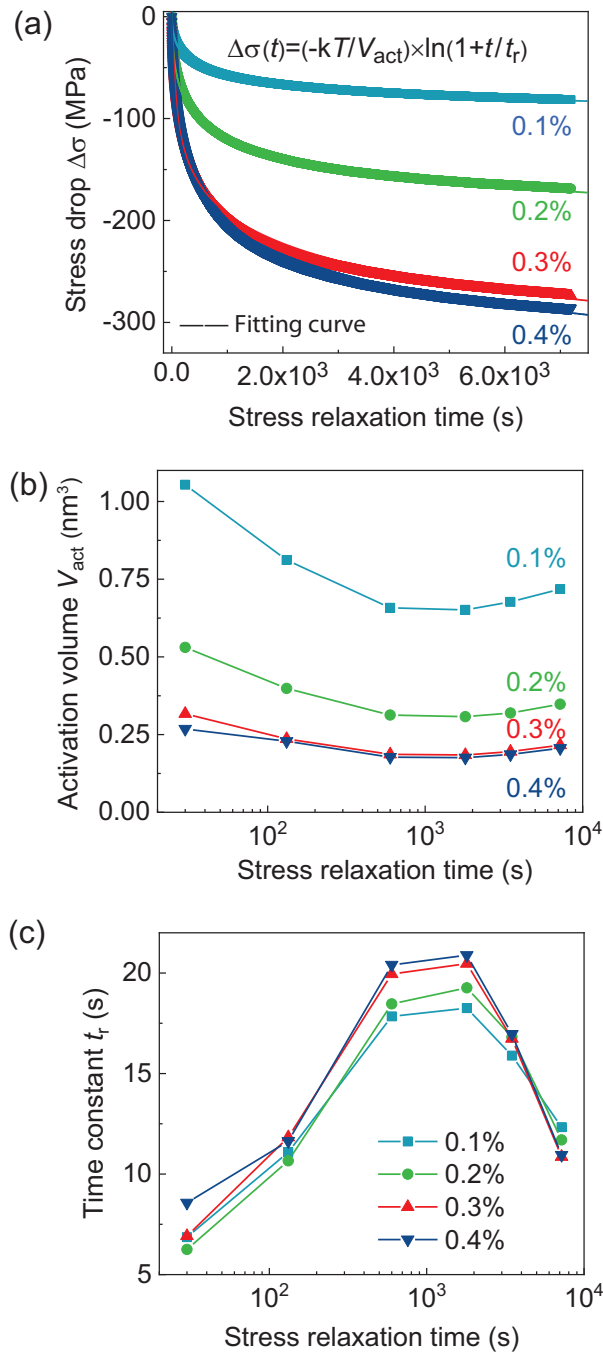 (a)
Δσ(t)=(-kT/V_act)×ln(1+t/t_r)
0
-100
-200
-300
Stress drop Δσ (MPa)
0.1%
0.2%
0.3%
0.4%
Fitting curve
0.0 2.0x10³ 4.0x10³ 6.0x10³
Stress relaxation time (s)
(b)
1.00
0.75
0.50
0.25
0.00
Activation volume V_act (nm³)
0.1%
0.2%
0.3%
0.4%
10² 10³ 10⁴
Stress relaxation time (s)
(c)
20
15
10
5
Time constant t_r (s)
0.1%
0.2%
0.3%
0.4%
10² 10³ 10⁴
Stress relaxation time (s)